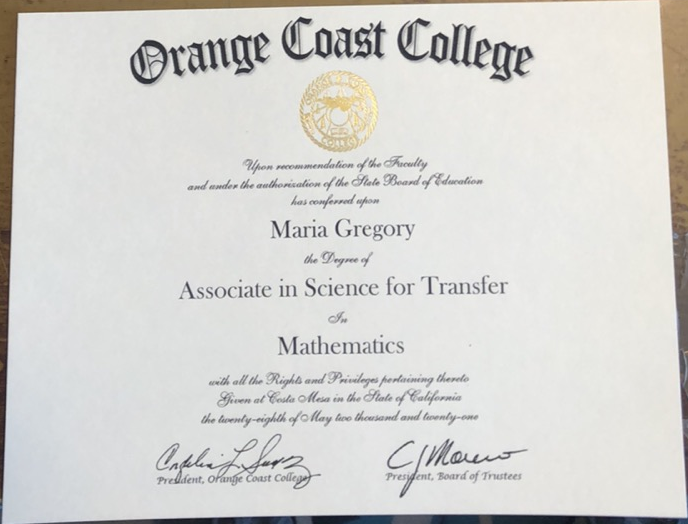 Orange Coast College
COLLEGE
Upon recommendation of the Faculty
and under the authorization of the State Board of Education
has conferred upon
Maria Gregory
the Degree of
Associate in Science for Transfer
In
Mathematics
with all the Rights and Privileges pertaining thereto
Given at Costa Mesa in the State of California
the twenty-eighth of May two thousand and twenty-one
CJ Moreno
President, Orange Coast College
President, Board of Trustees